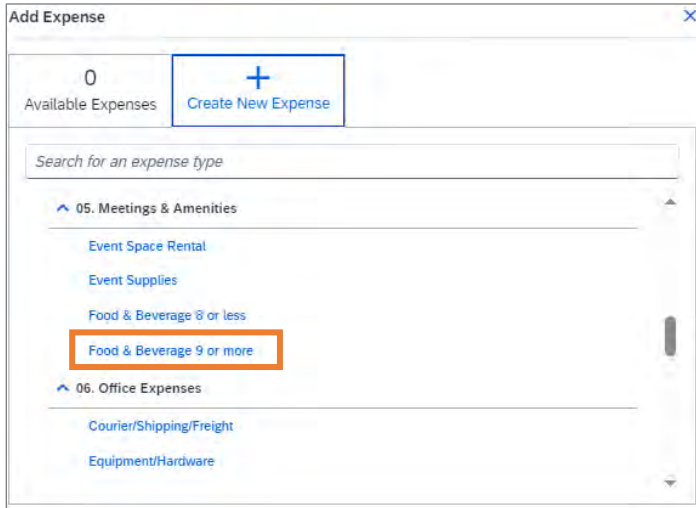 Add Expense
0
Available Expenses
Create New Expense
Search for an expense type
05. Meetings & Amenities
Event Space Rental
Event Supplies
Food & Beverage 8 or less
Food & Beverage 9 or more
06. Office Expenses
Courier/Shipping/Freight
Equipment/Hardware